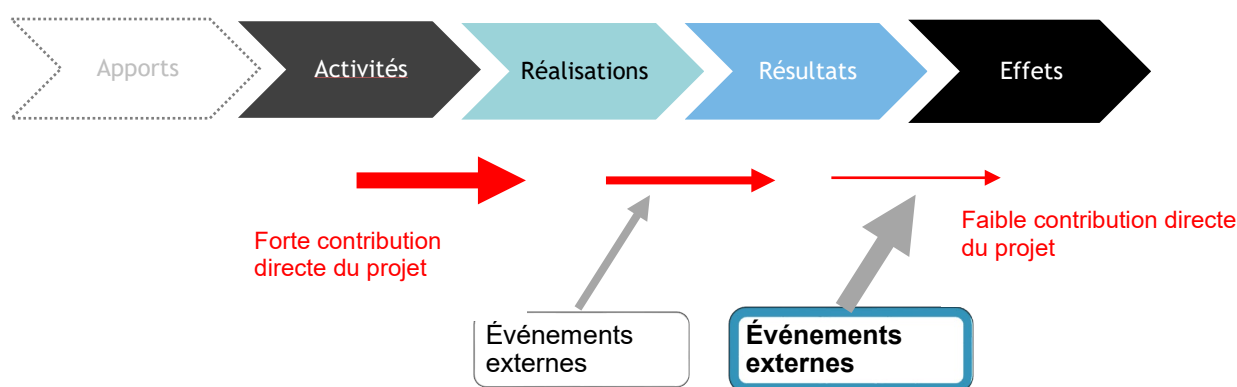 Apports
Activités
Réalisations
Résultats
Effets
Forte contribution
directe du projet
Faible contribution directe
du projet
Événements
externes
Événements
externes